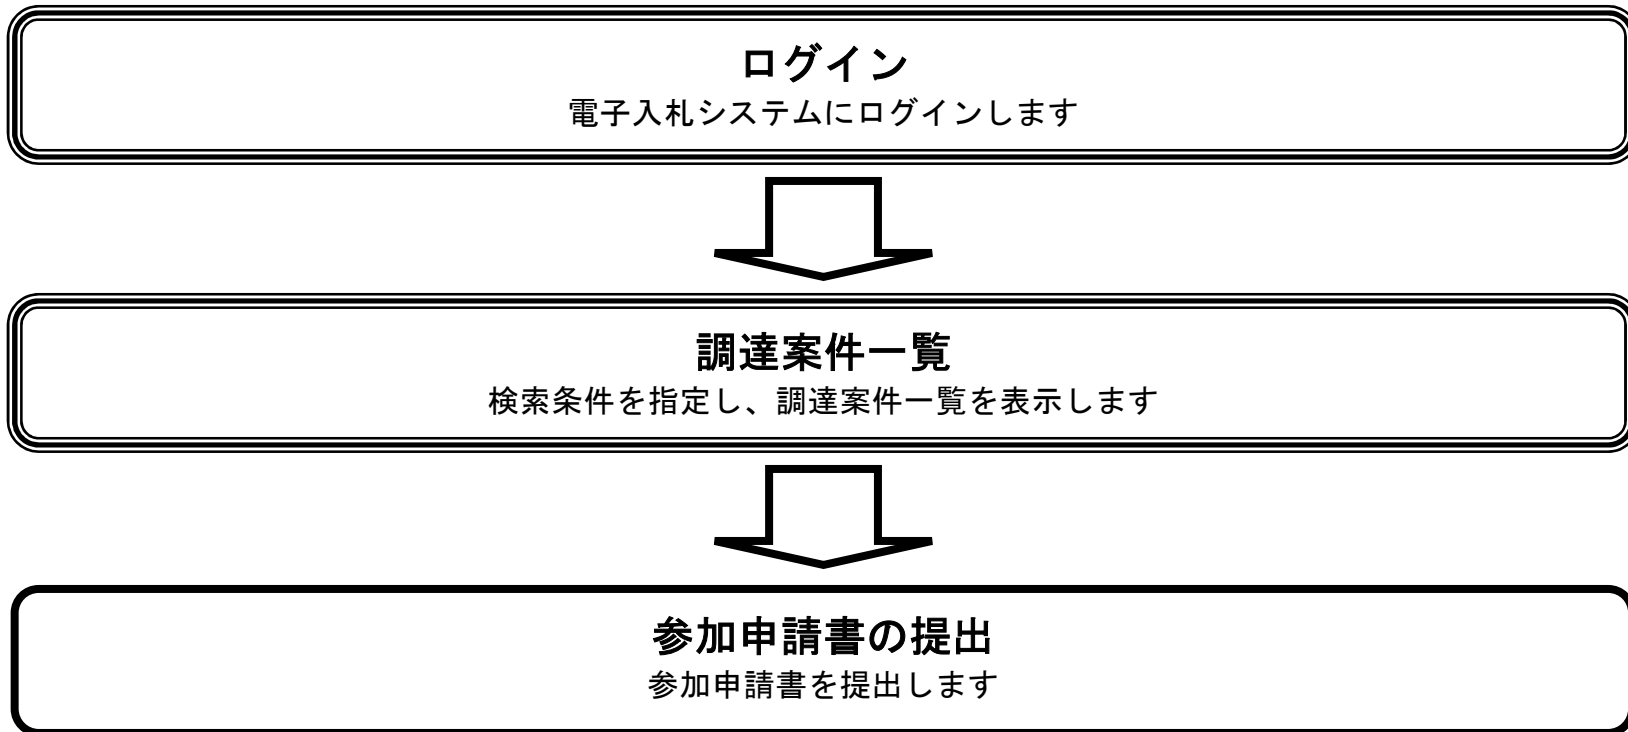 ログイン
電子入札システムにログインします
調達案件一覧
検索条件を指定し、調達案件一覧を表示します
参加申請書の提出
参加申請書を提出します